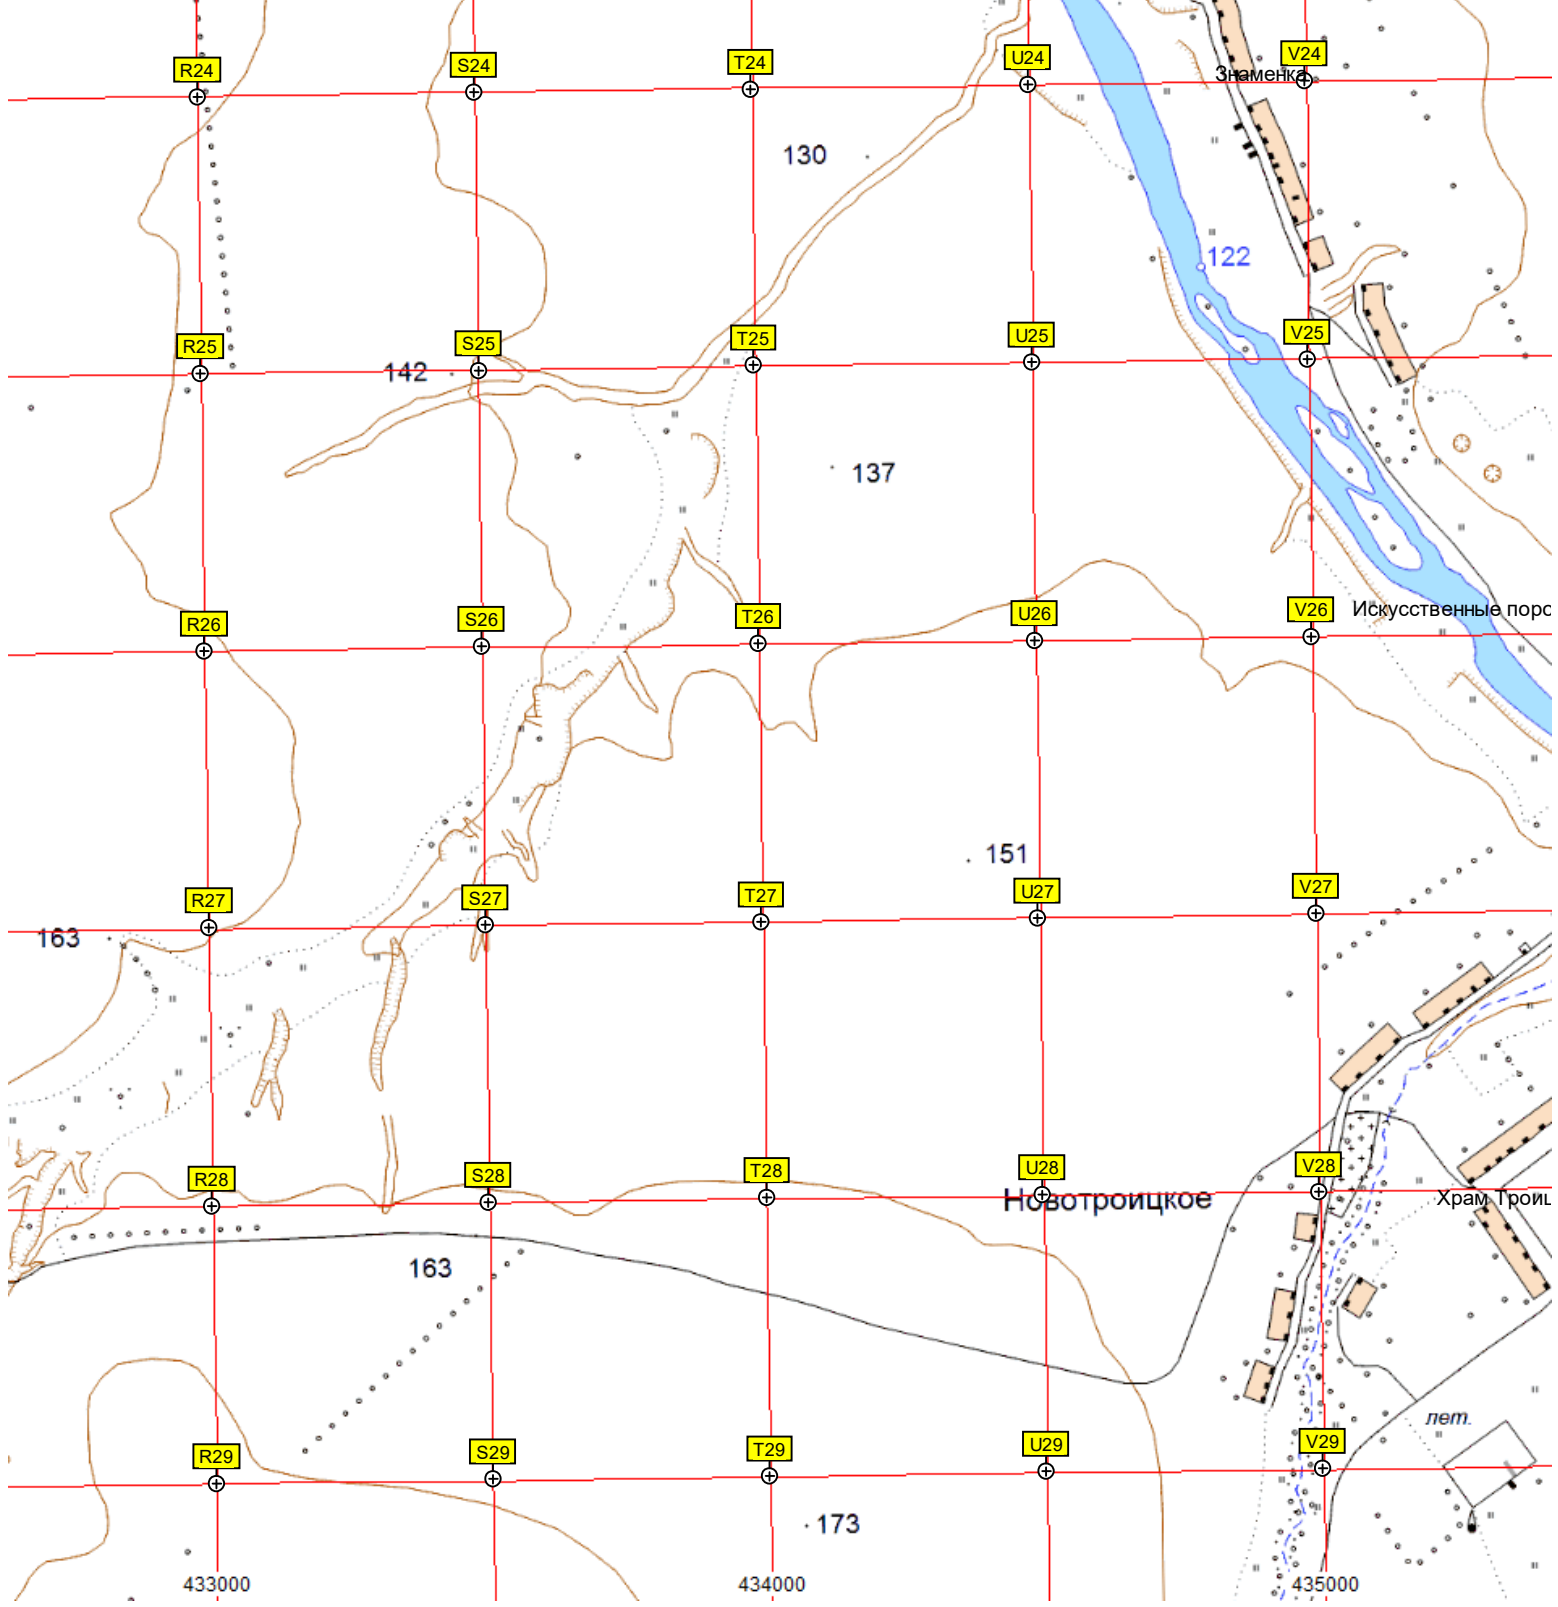 R24 S24 T24 U24 V24
Знаменка
130
122
R25 S25 T25 U25 V25
142
137
R26 S26 T26 U26 V26
Искусственные поро
151
R27 S27 T27 U27 V27
163
R28 S28 T28 U28 V28
Новотроицкое
Храм Троиц
163
лет.
R29 S29 T29 U29 V29
173
433000 434000 435000